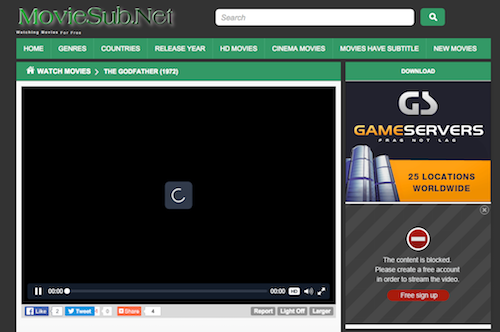 MovieSub.Net
Watching Movies For Free
Search
HOME GENRES COUNTRIES RELEASE YEAR HD MOVIES CINEMA MOVIES MOVIES HAVE SUBTITLE NEW MOVIES
WATCH MOVIES THE GODFATHER (1972)
DOWNLOAD
GS
GAMESERVERS
FRAG NOT LAG
25 LOCATIONS
WORLDWIDE
The content is blocked.
Please create a free account
in order to stream the video.
Free sign up
00:00 00:00 HD
Like 2 Tweet 0 Share 4 Report Light Off Larger